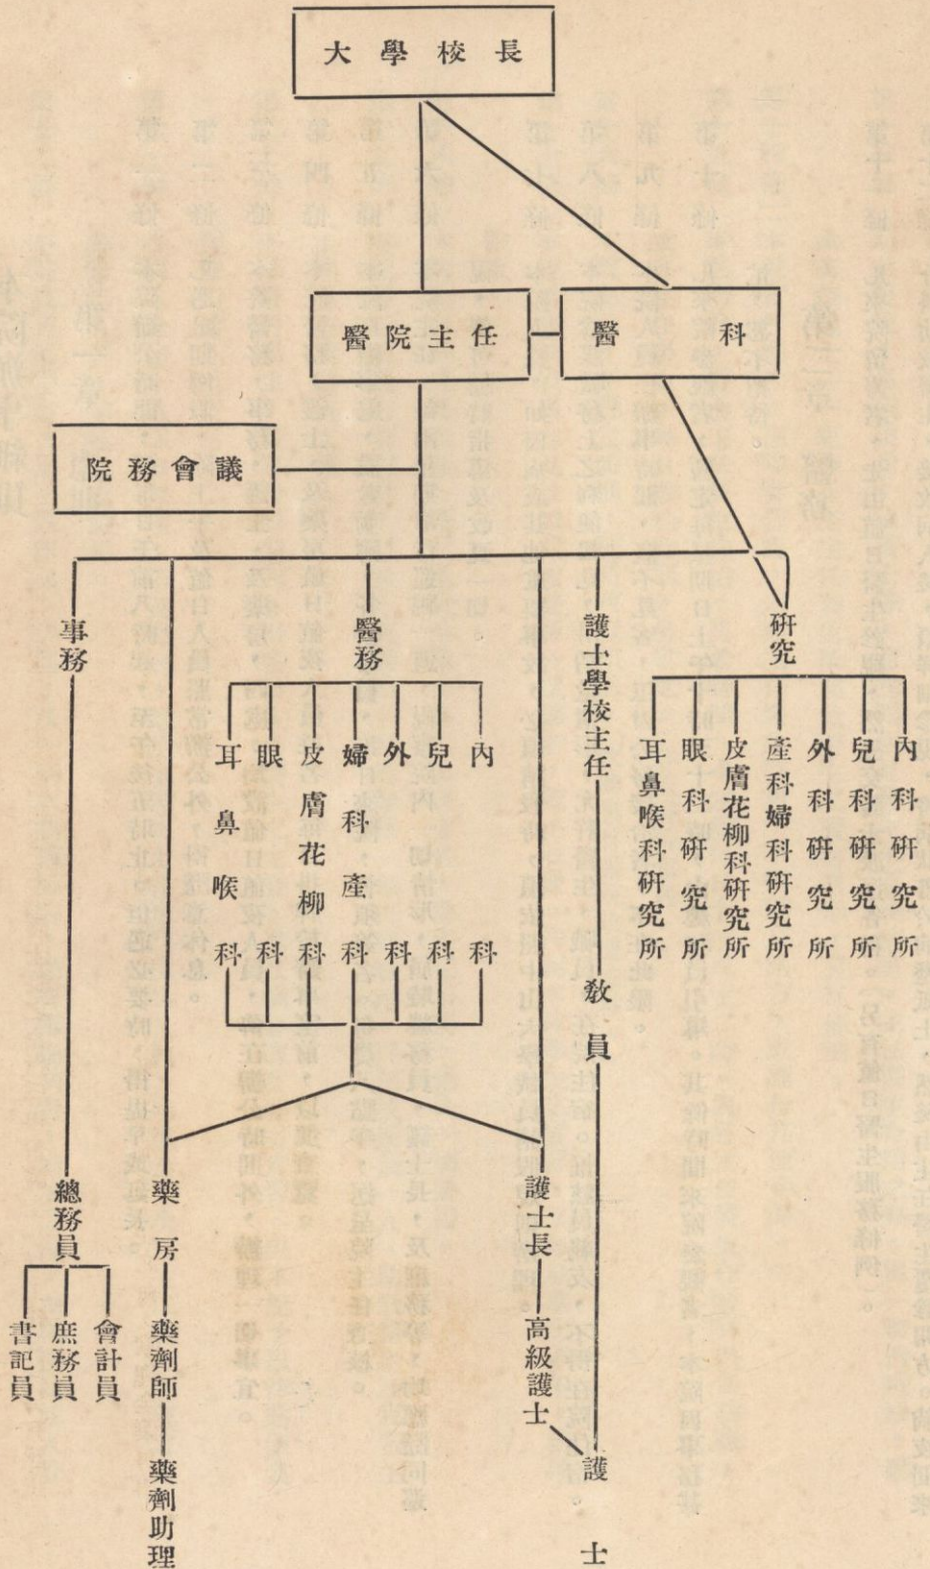 大學校長
醫院主任
醫科
院務會議
研究
內科研究所
兒科研究所
外科研究所
產科婦科研究所
皮膚花柳科研究所
眼科研究所
耳鼻喉科研究所
護士學校主任
教員
護士
醫務
內科
兒科
外科
婦科產科
皮膚花柳科
眼科
耳鼻喉科
護士長
高級護士
藥房
藥劑師
藥劑助理
事務
總務員
會計員
庶務員
書記員